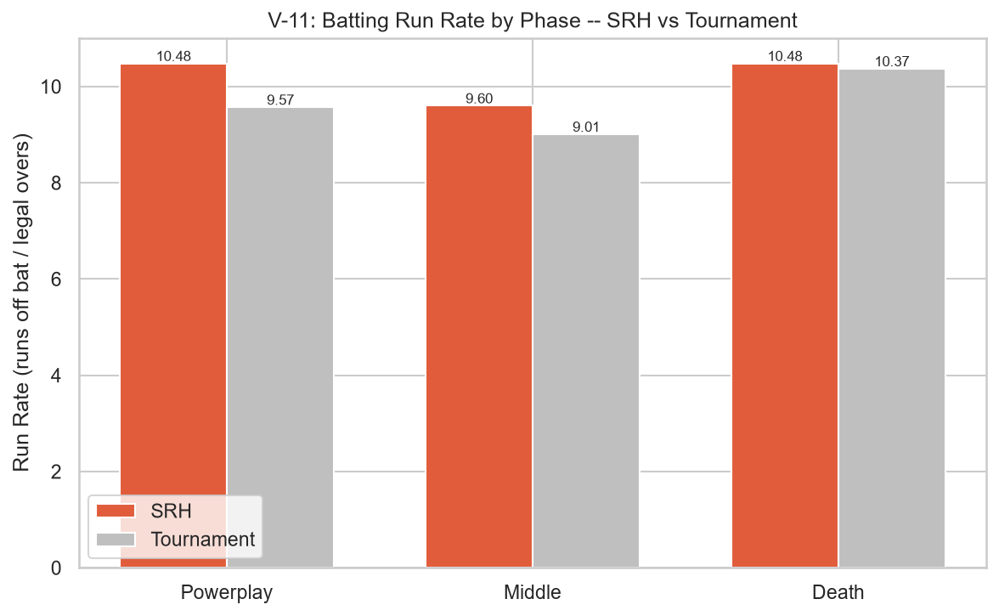 V-11: Batting Run Rate by Phase -- SRH vs Tournament
Run Rate (runs off bat / legal overs)
10
8
6
4
2
0
10.48
9.57
9.60
9.01
10.48
10.37
SRH
Tournament
Powerplay
Middle
Death